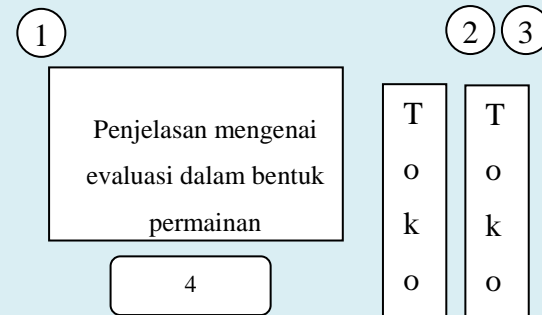 1
2 3
Penjelasan mengenai
evaluasi dalam bentuk
permainan
T
o
k
o
T
o
k
o
4